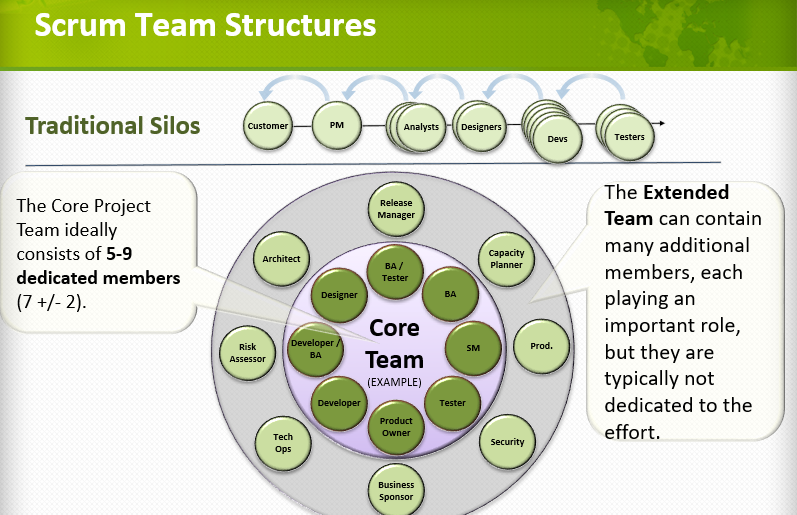 Scrum Team Structures
Traditional Silos
Customer
PM
Analysts
Designers
Devs
Testers
The Core Project
Team ideally
consists of 5-9
dedicated members
(7 +/- 2).
The Extended
Team can contain
many additional
members, each
playing an
important role,
but they are
typically not
dedicated to the
effort.
Release
Manager
Architect
Capacity
Planner
BA /
Tester
Designer
BA
Core
Team
(EXAMPLE)
Risk
Assessor
Developer /
BA
SM
Prod.
Developer
Tester
Product
Owner
Tech
Ops
Security
Business
Sponsor